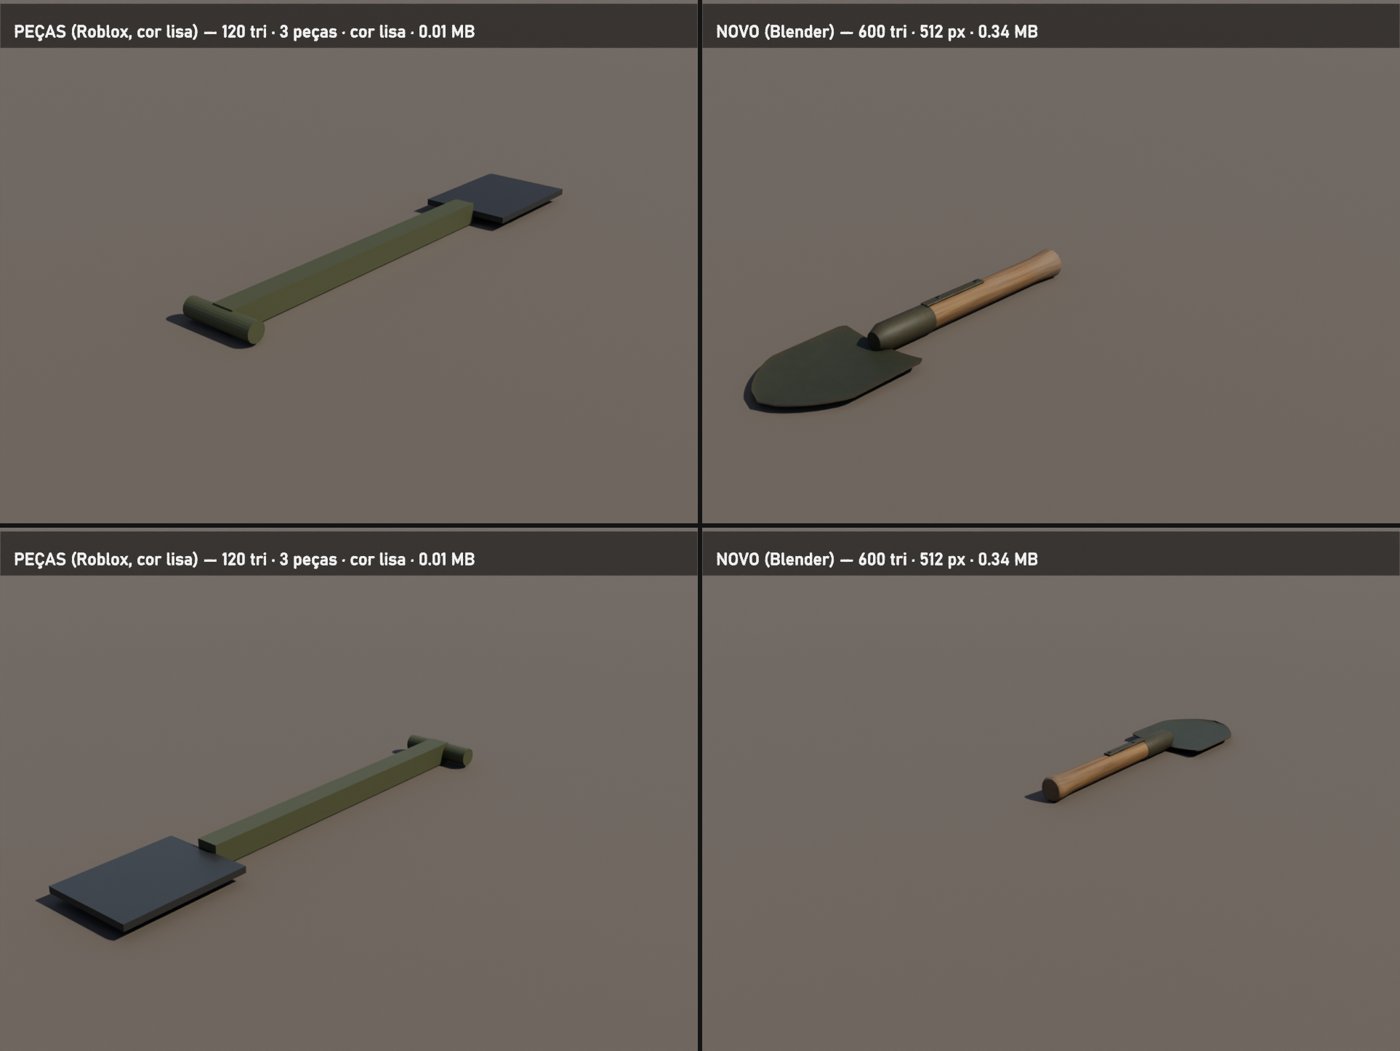 PEÇAS (Roblox, cor lisa) — 120 tri · 3 peças · cor lisa · 0.01 MB
NOVO (Blender) — 600 tri · 512 px · 0.34 MB
PEÇAS (Roblox, cor lisa) — 120 tri · 3 peças · cor lisa · 0.01 MB
NOVO (Blender) — 600 tri · 512 px · 0.34 MB